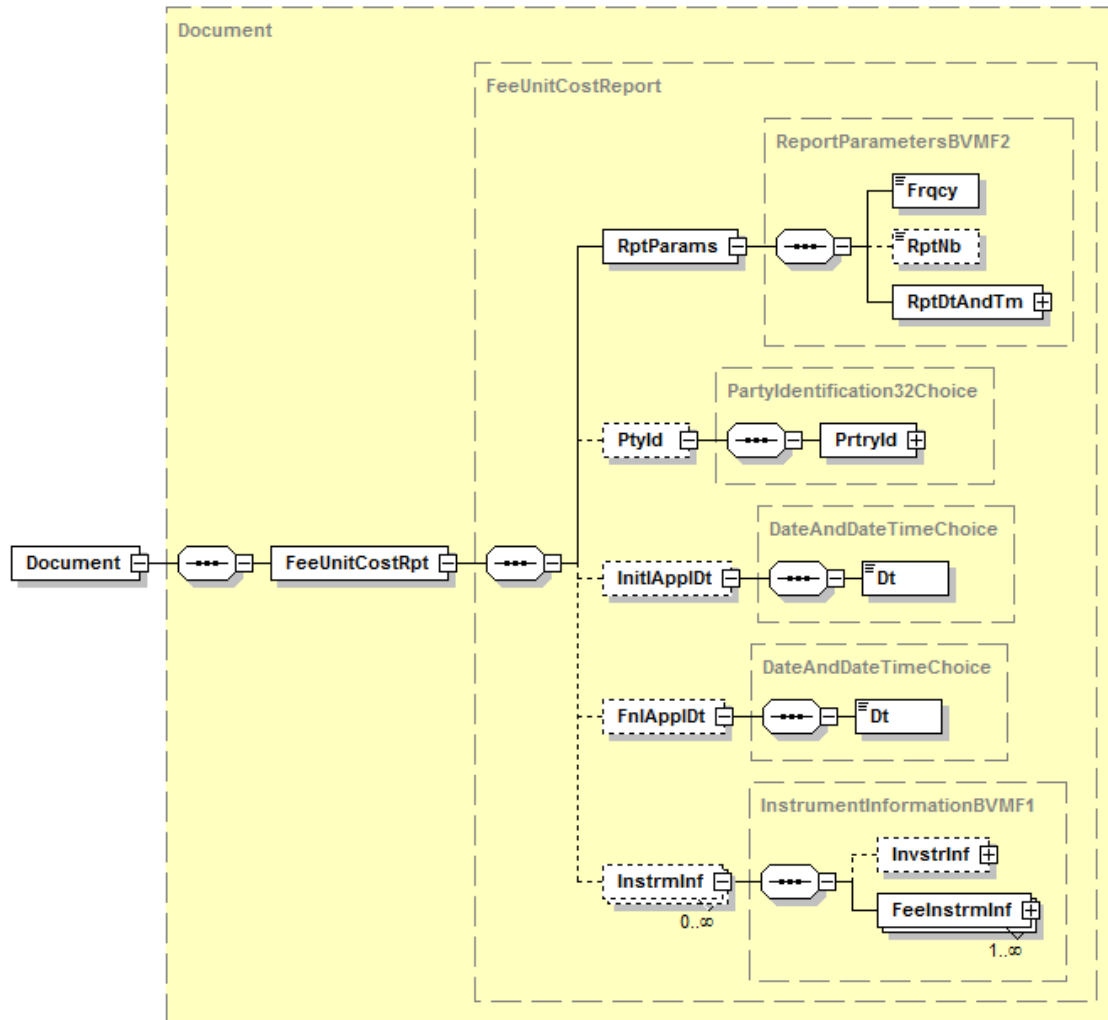 Document
FeeUnitCostReport
ReportParametersBVMF2
Frqcy
RptParams
RptNb
RptDtAndTm
PartyIdentification32Choice
PtyId
PrtryId
DateAndDateTimeChoice
Document
FeeUnitCostRpt
InitlApplDt
Dt
DateAndDateTimeChoice
FnlApplDt
Dt
InstrumentInformationBVMF1
InvstrInf
InstrmInf
0..∞
FeeInstrmInf
1..∞